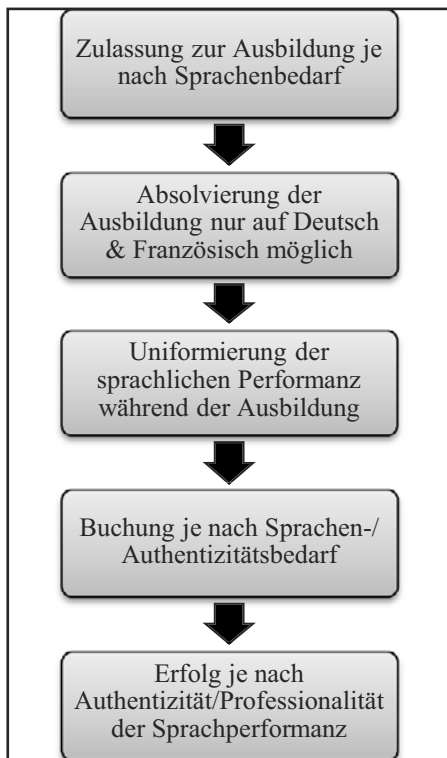 Zulassung zur Ausbildung je
nach Sprachenbedarf
Absolvierung der
Ausbildung nur auf Deutsch
& Französisch möglich
Uniformierung der
sprachlichen Performanz
während der Ausbildung
Buchung je nach Sprachen-/
Authentizitätsbedarf
Erfolg je nach
Authentizität/Professionalität
der Sprachperformanz